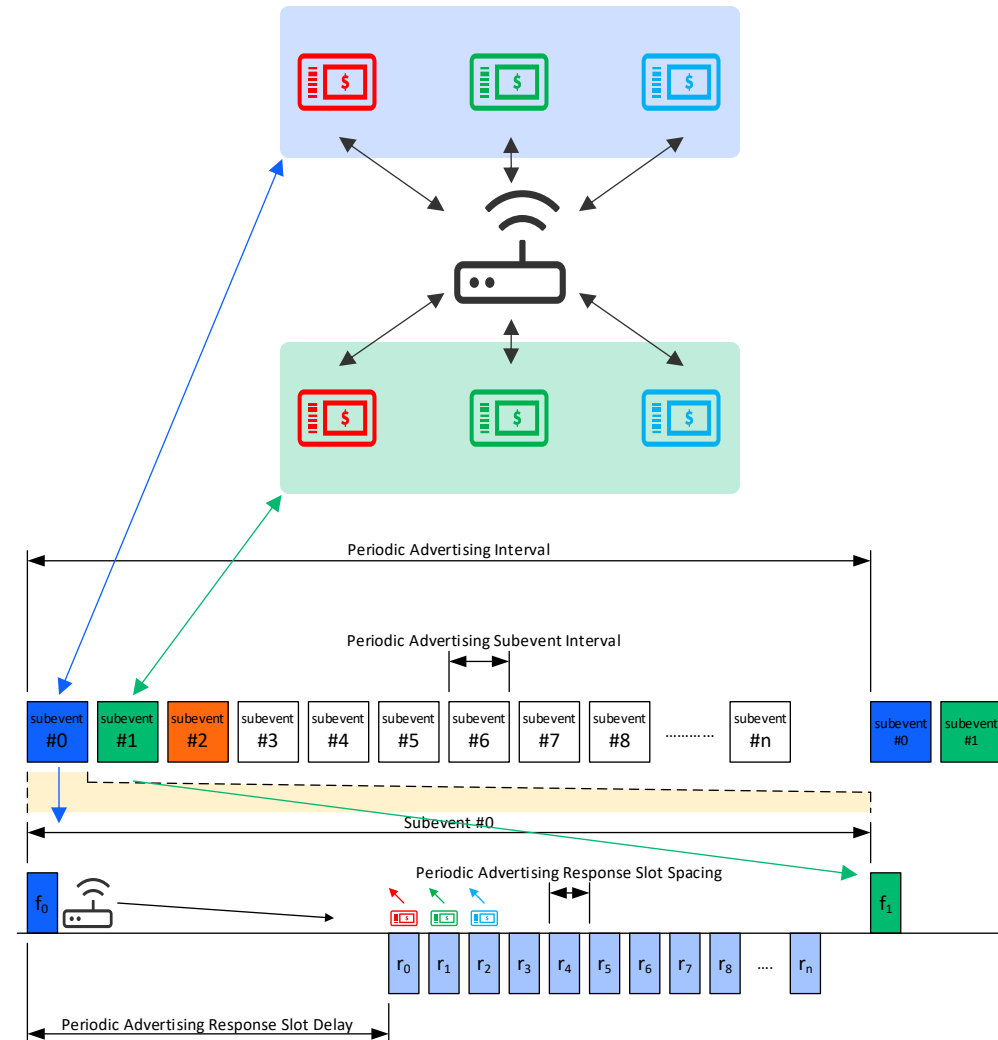 $ $ $
$ $ $
Periodic Advertising Interval
Periodic Advertising Subevent Interval
subevent #0
subevent #1
subevent #2
subevent #3
subevent #4
subevent #5
subevent #6
subevent #7
subevent #8
............
subevent #n
subevent #0
subevent #1
Subevent #0
Periodic Advertising Response Slot Spacing
f0
$ $ $
f1
r0 r1 r2 r3 r4 r5 r6 r7 r8 .... rn
Periodic Advertising Response Slot Delay